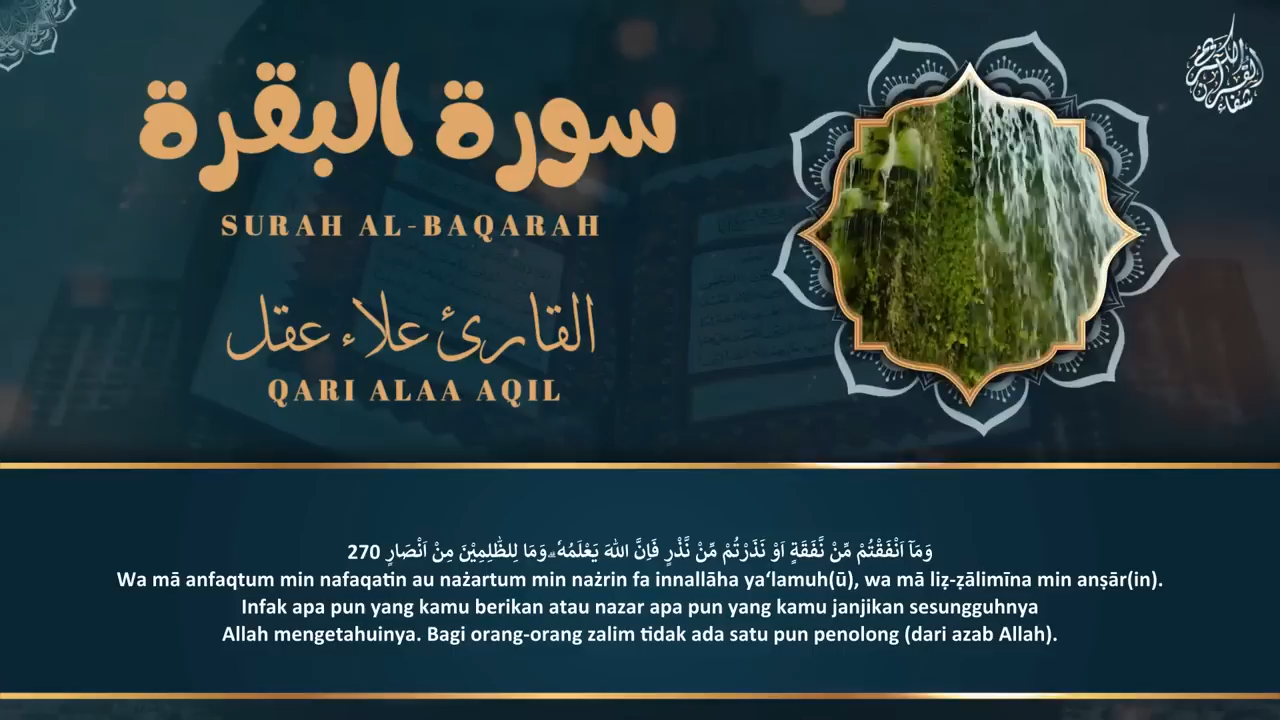 سورة البقرة
SURAH AL-BAQARAH
القارئ علاء عقل
QARI ALAA AQIL
القرآن الكريم شفاء
وَمَآ اَنْفَقْتُمْ مِّنْ نَّفَقَةٍ اَوْ نَذَرْتُمْ مِّنْ نَّذْرٍ فَاِنَّ اللّٰهَ يَعْلَمُهٗ ۗوَمَا لِلظّٰلِمِيْنَ مِنْ اَنْصَارٍ 270
Wa mā anfaqtum min nafaqatin au nażartum min nażrin fa innallāha ya‘lamuh(ū), wa mā liẓ-ẓālimīna min anṣār(in).
Infak apa pun yang kamu berikan atau nazar apa pun yang kamu janjikan sesungguhnya
Allah mengetahuinya. Bagi orang-orang zalim tidak ada satu pun penolong (dari azab Allah).